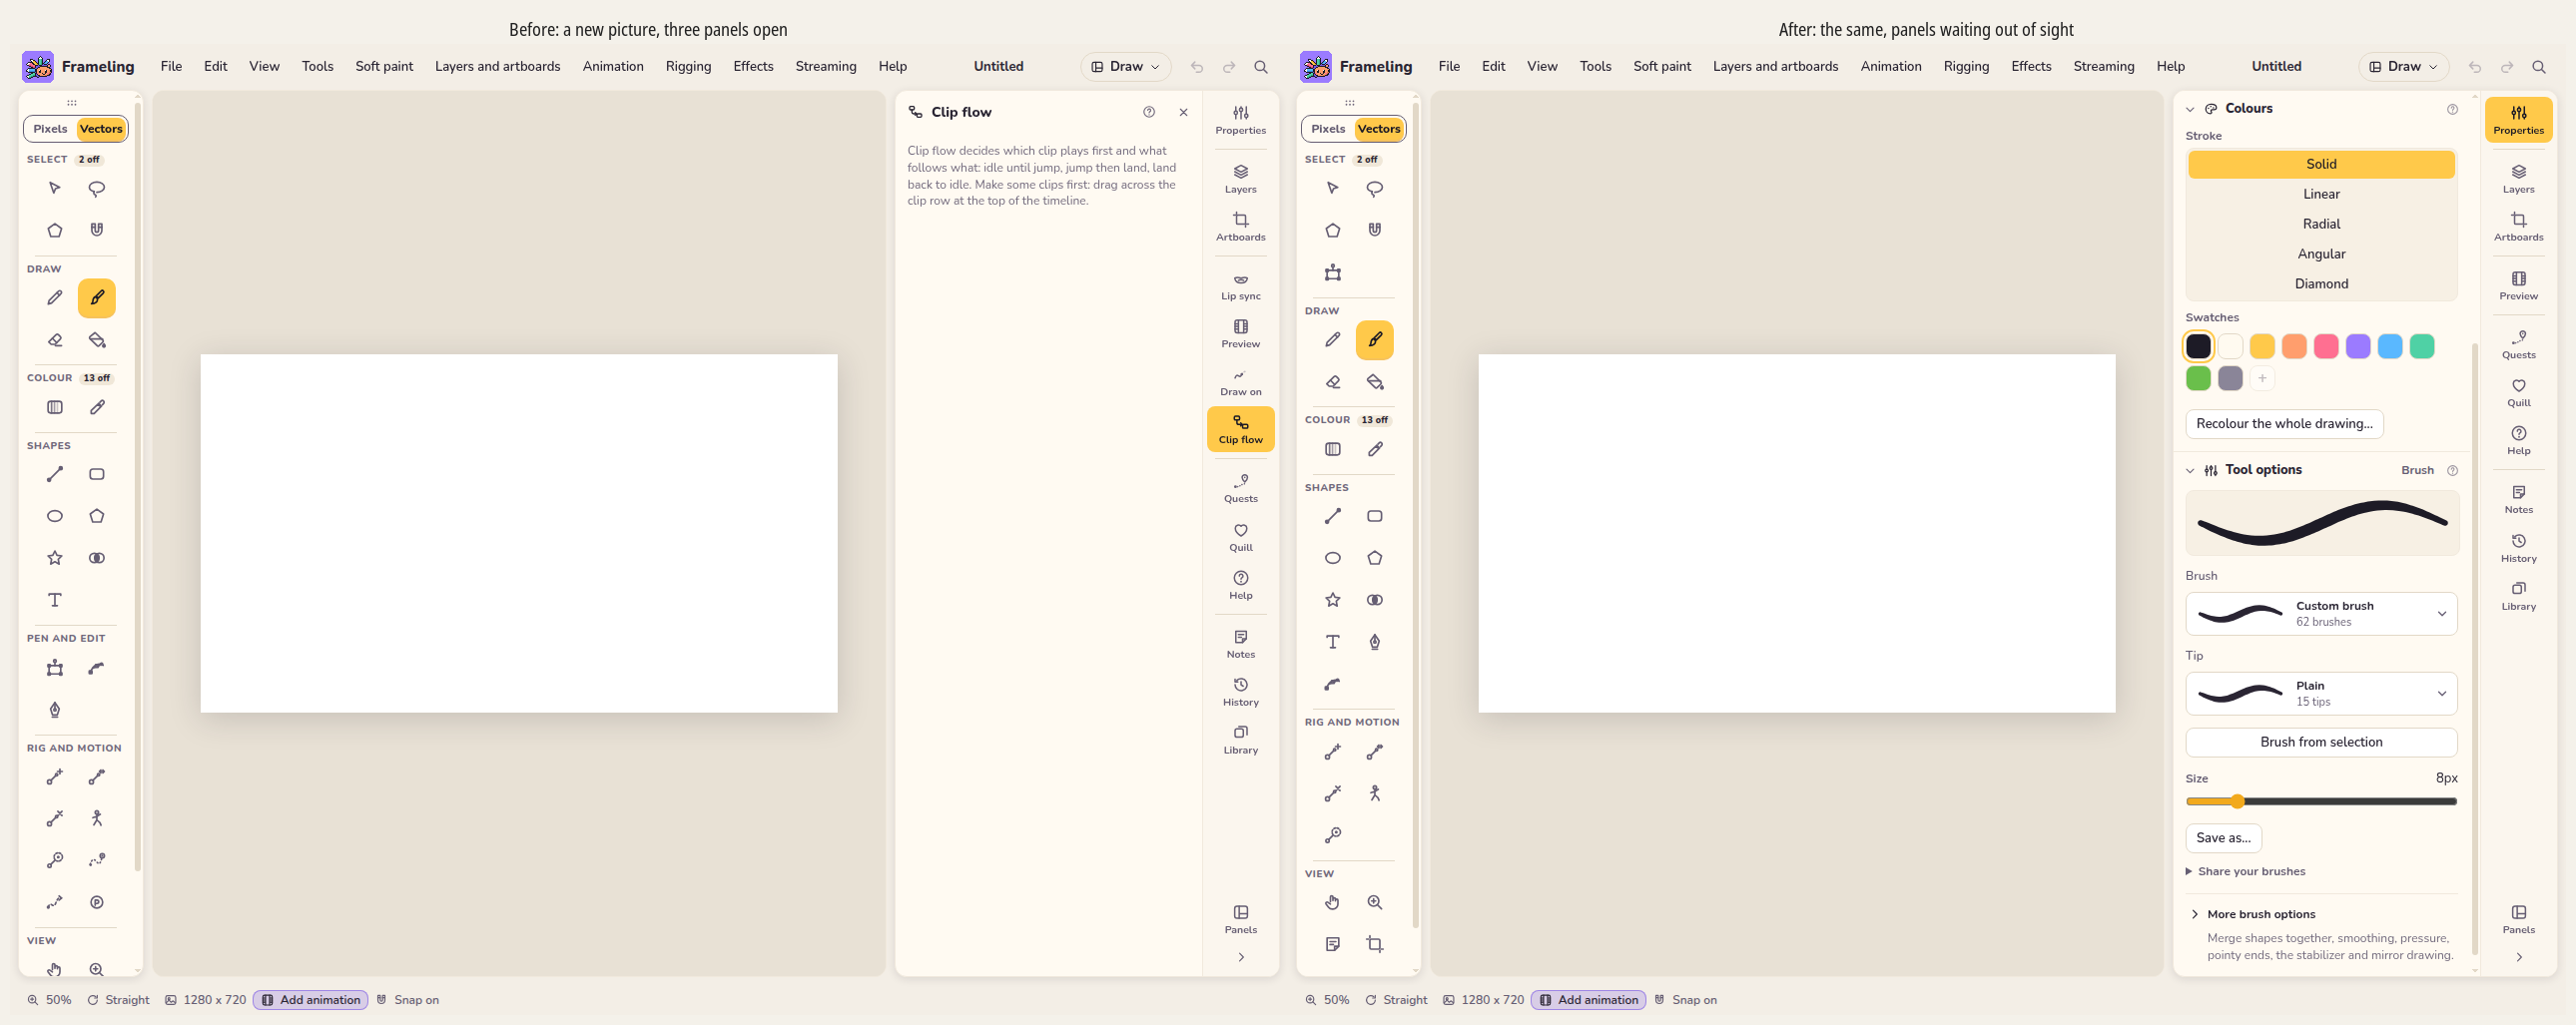 Before: a new picture, three panels open
Frameling File Edit View Tools Soft paint Layers and artboards Animation Rigging Effects Streaming Help Untitled Draw
Pixels Vectors
SELECT 2 off
DRAW
COLOUR 13 off
SHAPES
PEN AND EDIT
RIG AND MOTION
VIEW
Clip flow
Clip flow decides which clip plays first and what
follows what: idle until jump, jump then land, land
back to idle. Make some clips first: drag across the
clip row at the top of the timeline.
Properties
Layers
Artboards
Lip sync
Preview
Draw on
Clip flow
Quests
Quill
Help
Notes
History
Library
Panels
50% Straight 1280 x 720 Add animation Snap on
After: the same, panels waiting out of sight
Frameling File Edit View Tools Soft paint Layers and artboards Animation Rigging Effects Streaming Help Untitled Draw
Pixels Vectors
SELECT 2 off
DRAW
COLOUR 13 off
SHAPES
RIG AND MOTION
VIEW
Colours
Stroke
Solid
Linear
Radial
Angular
Diamond
Swatches
Recolour the whole drawing...
Tool options Brush
Brush
Custom brush
62 brushes
Tip
Plain
15 tips
Brush from selection
Size 8px
Save as...
Share your brushes
More brush options
Merge shapes together, smoothing, pressure,
pointy ends, the stabilizer and mirror drawing.
Properties
Layers
Artboards
Preview
Quests
Quill
Help
Notes
History
Library
Panels
50% Straight 1280 x 720 Add animation Snap on